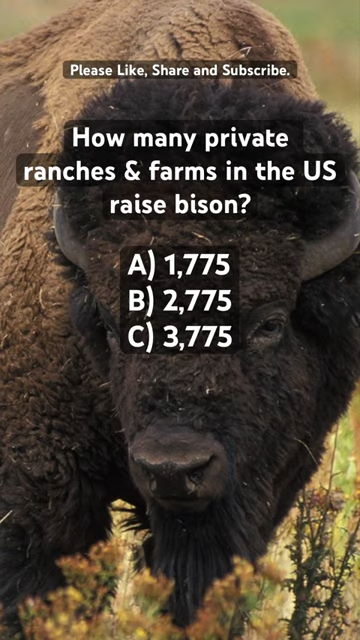 Please Like, Share and Subscribe.
How many private
ranches & farms in the US
raise bison?
A) 1,775
B) 2,775
C) 3,775